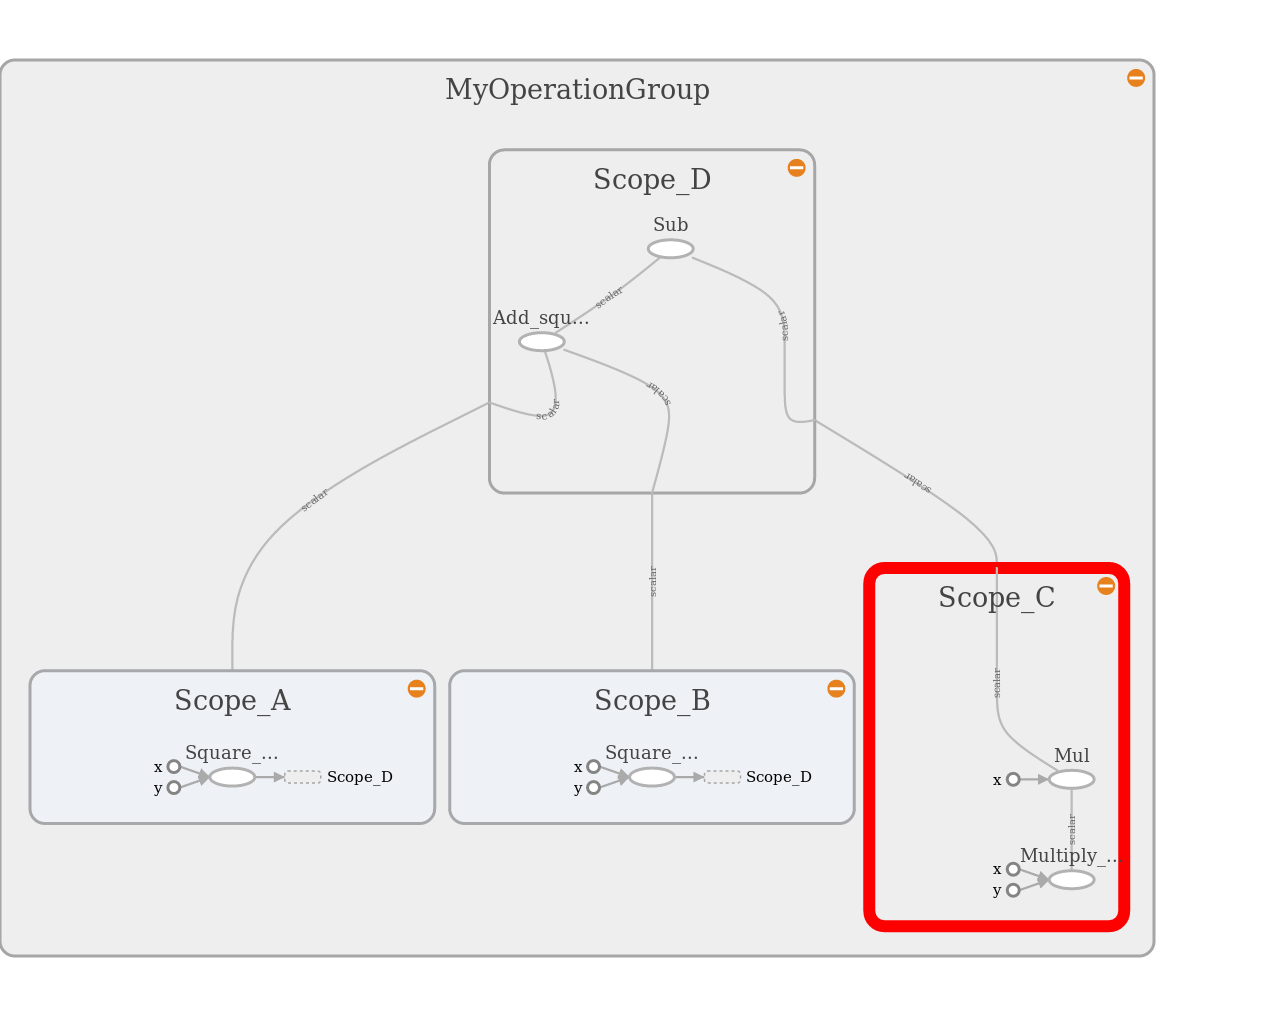 MyOperationGroup
Scope_D
Sub
scalar
scalar
Add_squ...
scalar
scalar
scalar
scalar
scalar
Scope_C
scalar
Mul
x
scalar
Multiply_...
x
y
Scope_A
Square_...
x
y
Scope_D
Scope_B
Square_...
x
y
Scope_D